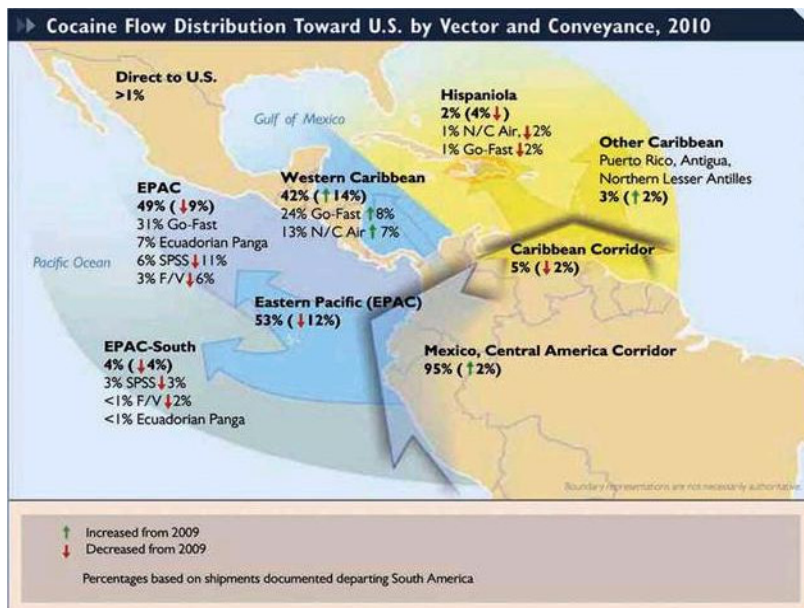 Cocaine Flow Distribution Toward U.S. by Vector and Conveyance, 2010
Direct to U.S.
>1%
Gulf of Mexico
Hispaniola
2% (4%↓)
1% N/C Air,↓2%
1% Go-Fast↓2%
Other Caribbean
Puerto Rico, Antigua,
Northern Lesser Antilles
3% (↑2%)
Western Caribbean
42% (↑14%)
24% Go-Fast ↑8%
13% N/C Air ↑7%
EPAC
49% (↓9%)
31% Go-Fast
7% Ecuadorian Panga
6% SPSS↓11%
3% F/V↓6%
Pacific Ocean
Caribbean Corridor
5% (↓2%)
Eastern Pacific (EPAC)
53% (↓12%)
EPAC-South
4% (↓4%)
3% SPSS↓3%
<1% F/V↓2%
<1% Ecuadorian Panga
Mexico, Central America Corridor
95% (↑2%)
Boundary representations are not necessarily authoritative.
↑ Increased from 2009
↓ Decreased from 2009
Percentages based on shipments documented departing South America